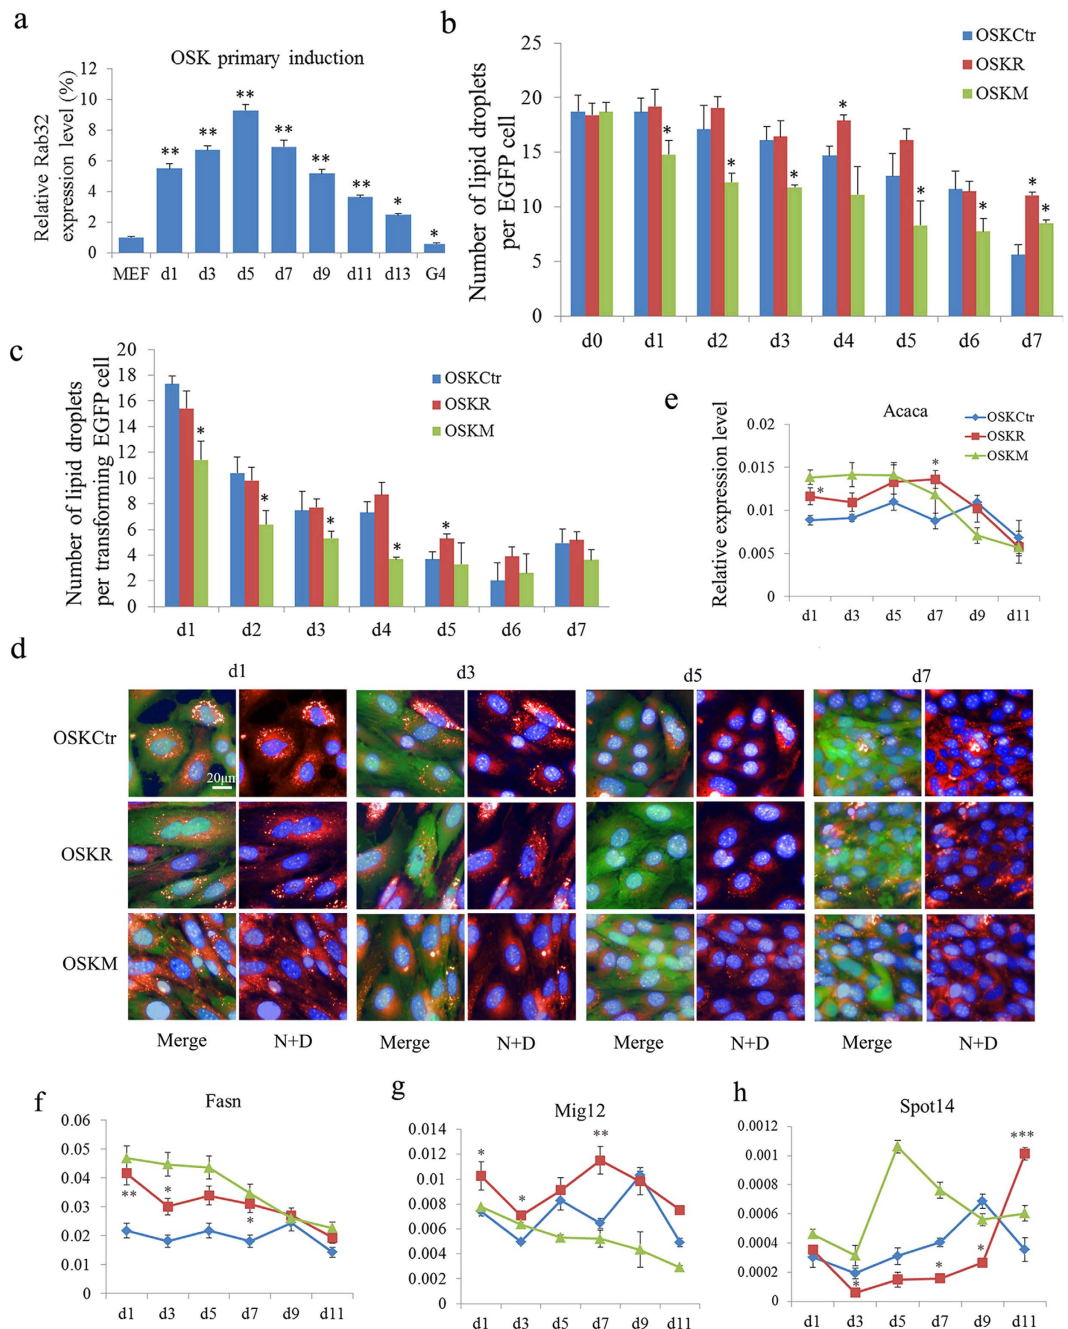 a
OSK primary induction
Relative Rab32
expression level (%)
12
10
8
6
4
2
0
** ** ** ** ** ** * *
MEF d1 d3 d5 d7 d9 d11 d13 G4
b
Number of lipid droplets
per EGFP cell
25
20
15
10
5
0
OSKCtr
OSKR
OSKM
* * * * * * * *
d0 d1 d2 d3 d4 d5 d6 d7
c
Number of lipid droplets
per transforming EGFP cell
20
18
16
14
12
10
8
6
4
2
0
OSKCtr
OSKR
OSKM
* * * * *
d1 d2 d3 d4 d5 d6 d7
e
Acaca
Relative expression level
0.02
0.015
0.01
0.005
0
OSKCtr
OSKR
OSKM
* *
d1 d3 d5 d7 d9 d11
d
d1 d3 d5 d7
OSKCtr
20μm
OSKR
OSKM
Merge N+D Merge N+D Merge N+D Merge N+D
f
Fasn
0.06
0.05
0.04
0.03
0.02
0.01
0
** * *
d1 d3 d5 d7 d9 d11
g
Mig12
0.014
0.012
0.01
0.008
0.006
0.004
0.002
0
* * **
d1 d3 d5 d7 d9 d11
h
Spot14
0.0012
0.001
0.0008
0.0006
0.0004
0.0002
0
* * * ***
d1 d3 d5 d7 d9 d11